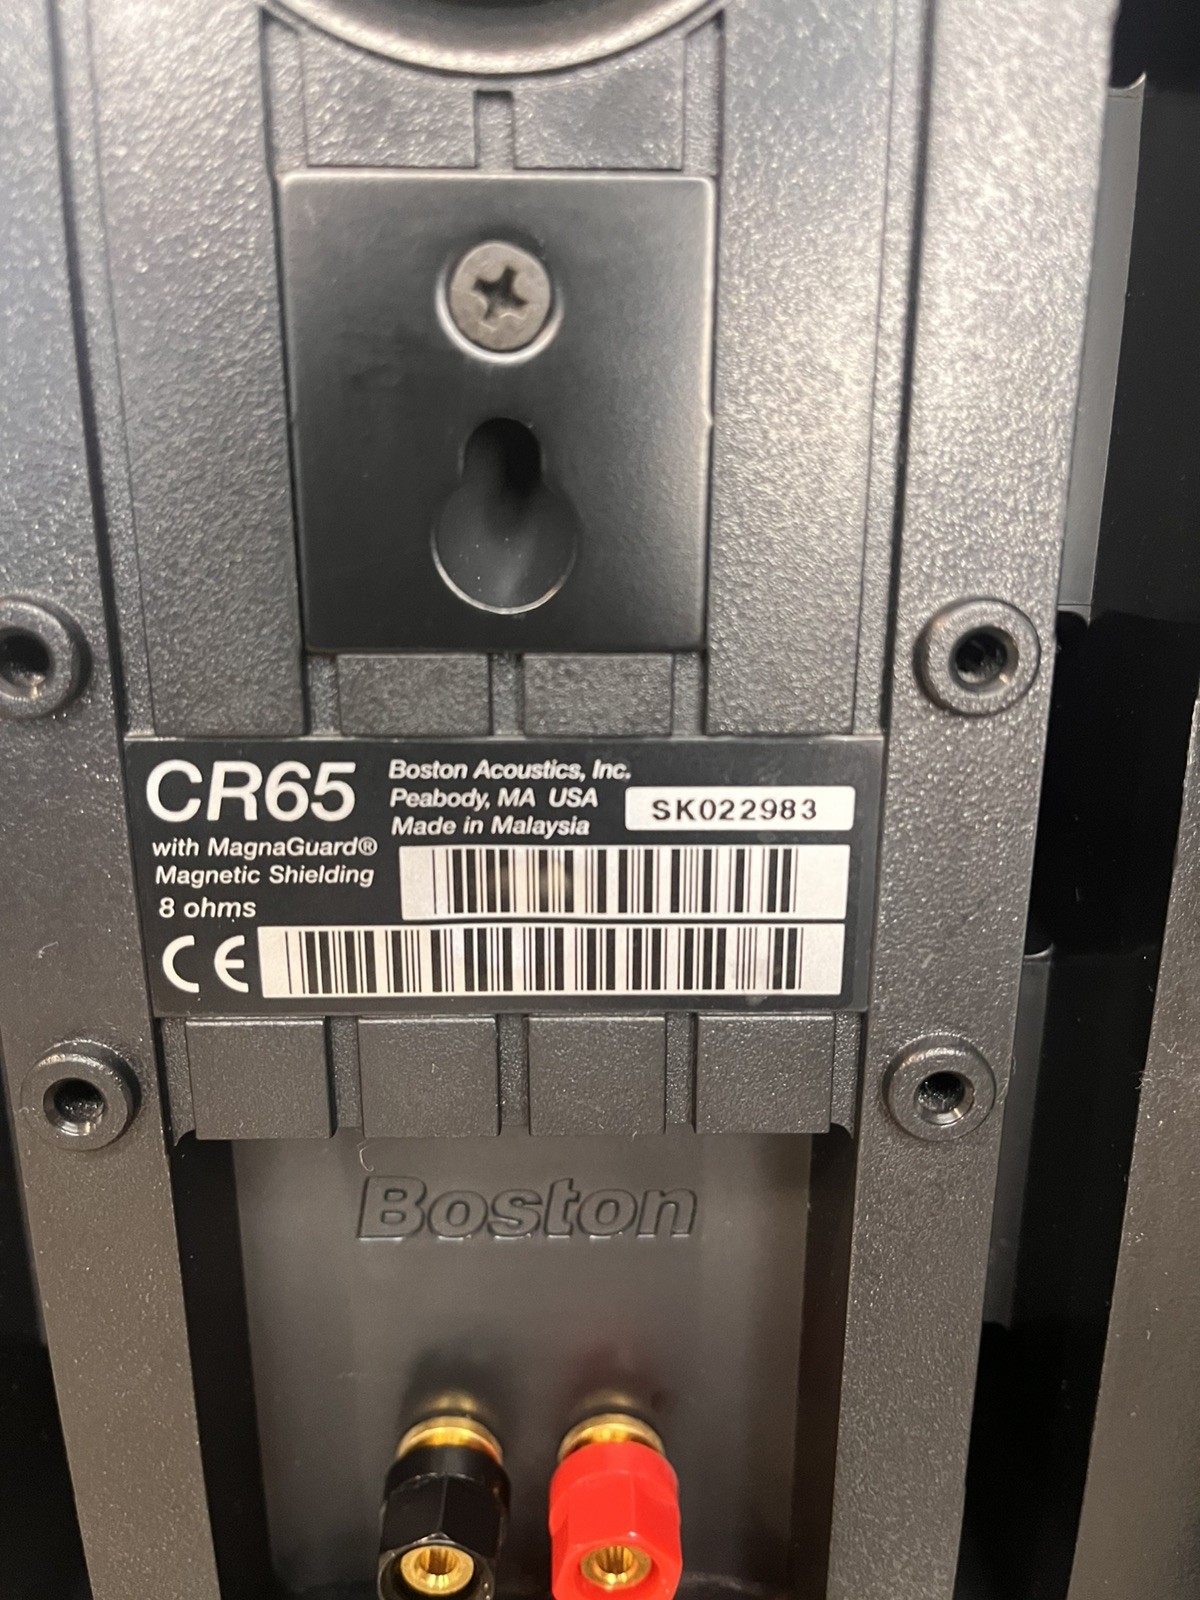 CR65
with MagnaGuard®
Magnetic Shielding
8 ohms
CE
Boston Acoustics, Inc.
Peabody, MA USA
Made in Malaysia
SK022983
Boston